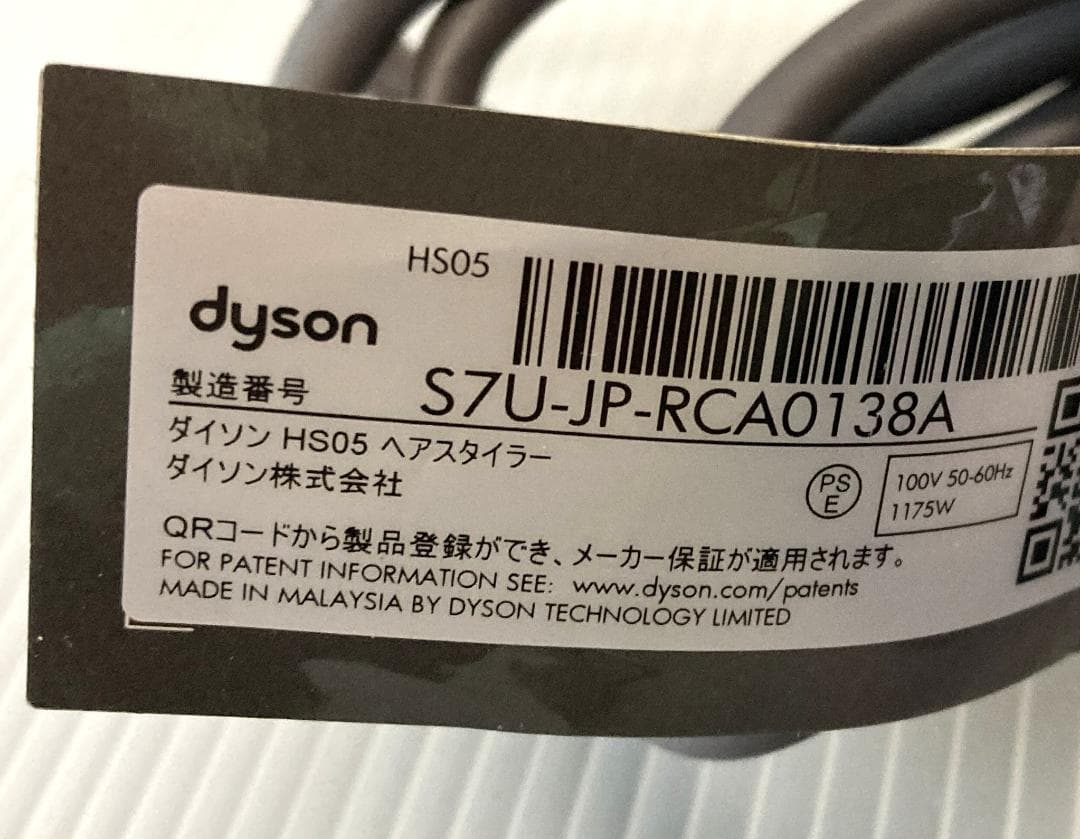 HS05
dyson
製造番号 S7U-JP-RCA0138A
ダイソン HS05 ヘアスタイラー
ダイソン株式会社
PS
E
100V 50-60Hz
1175W
QRコードから製品登録ができ、メーカー保証が適用されます。
FOR PATENT INFORMATION SEE: www.dyson.com/patents
MADE IN MALAYSIA BY DYSON TECHNOLOGY LIMITED